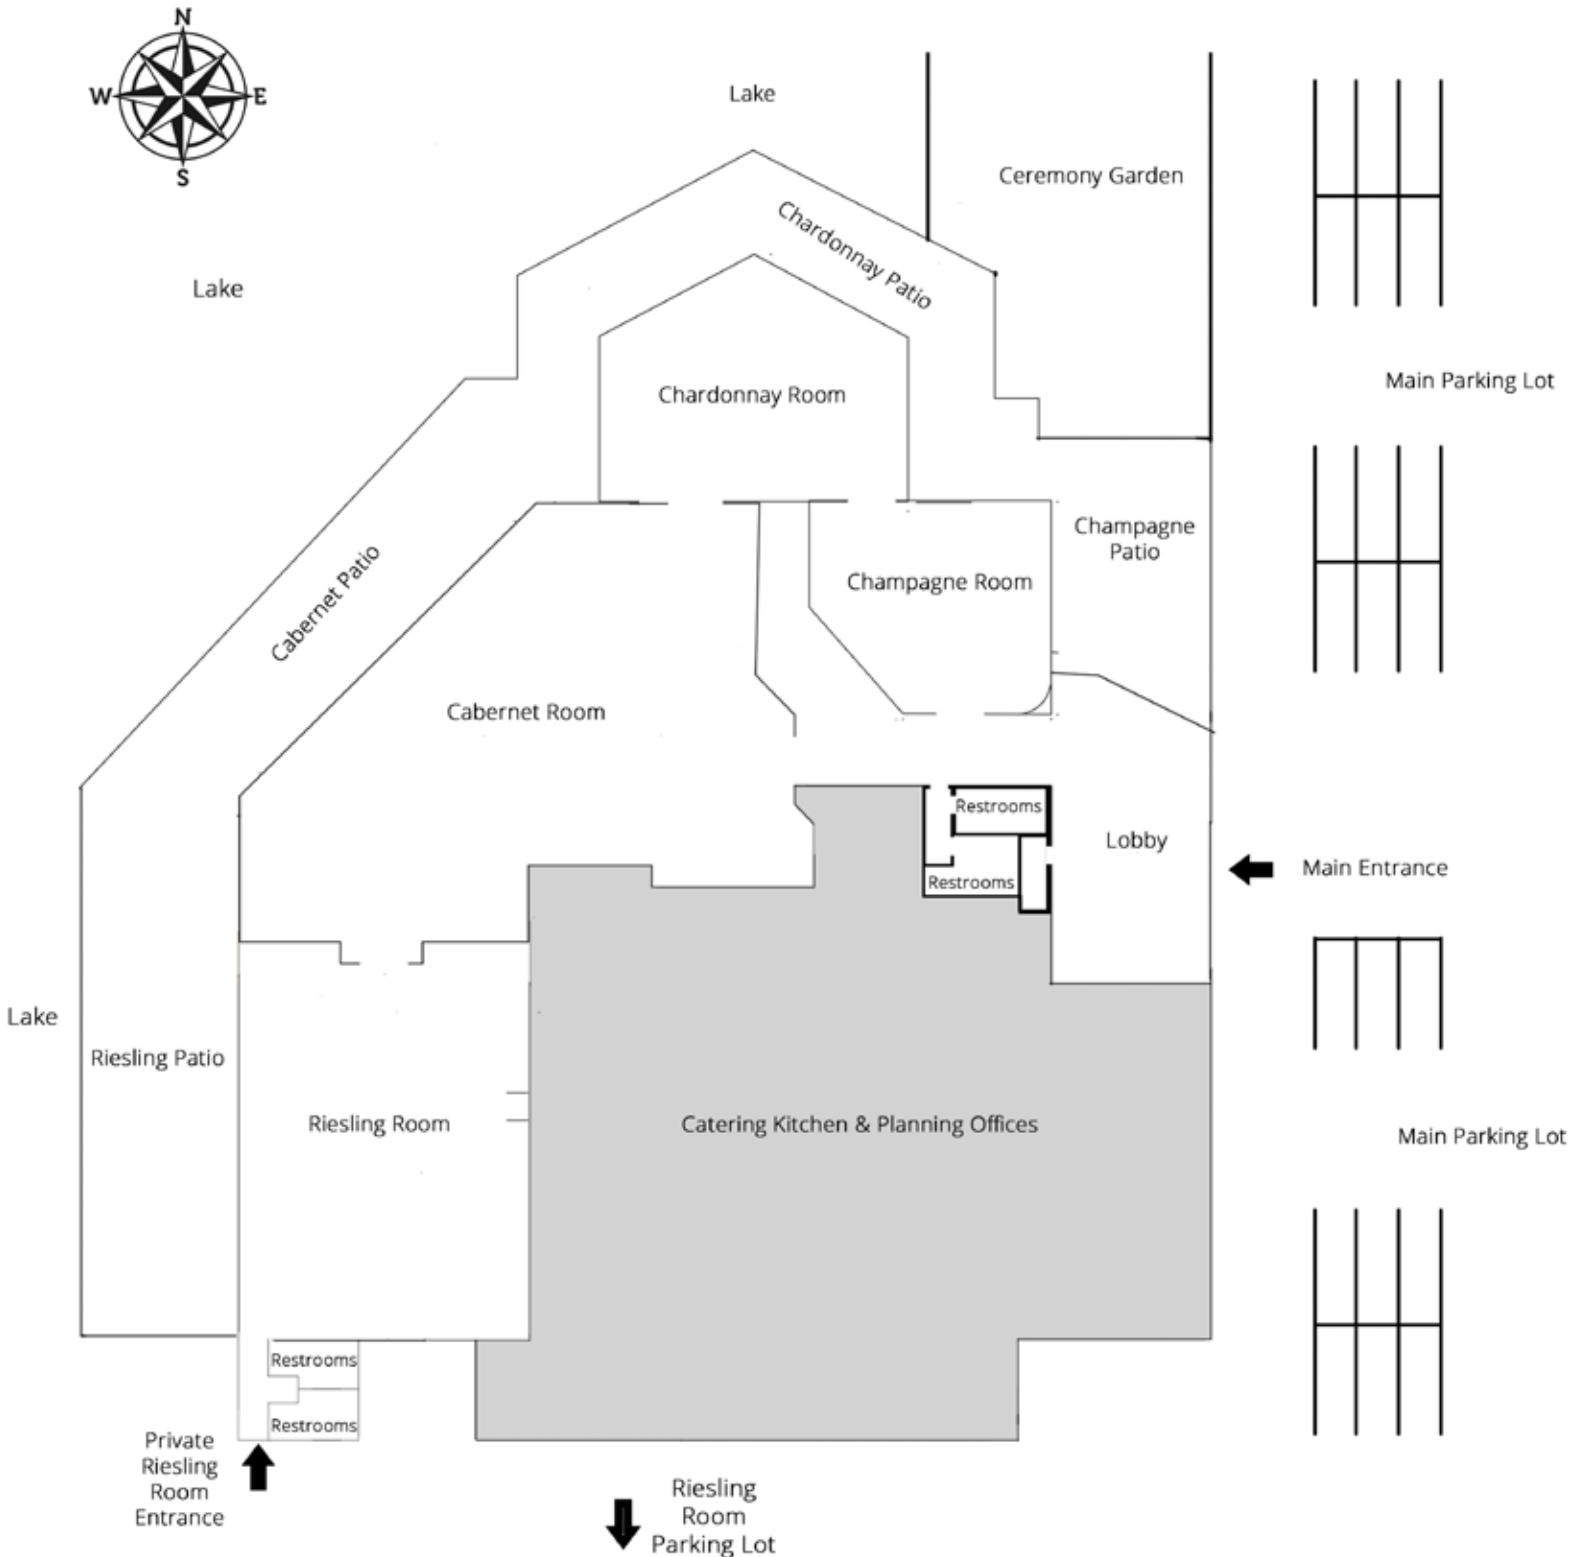 N
W
E
S
Lake
Ceremony Garden
Chardonnay Patio
Lake
Main Parking Lot
Chardonnay Room
Champagne
Patio
Champagne Room
Cabernet Patio
Cabernet Room
Restrooms
Lobby
Main Entrance
Restrooms
Lake
Riesling Patio
Riesling Room
Catering Kitchen & Planning Offices
Main Parking Lot
Restrooms
Restrooms
Private
Riesling
Room
Entrance
Riesling
Room
Parking Lot